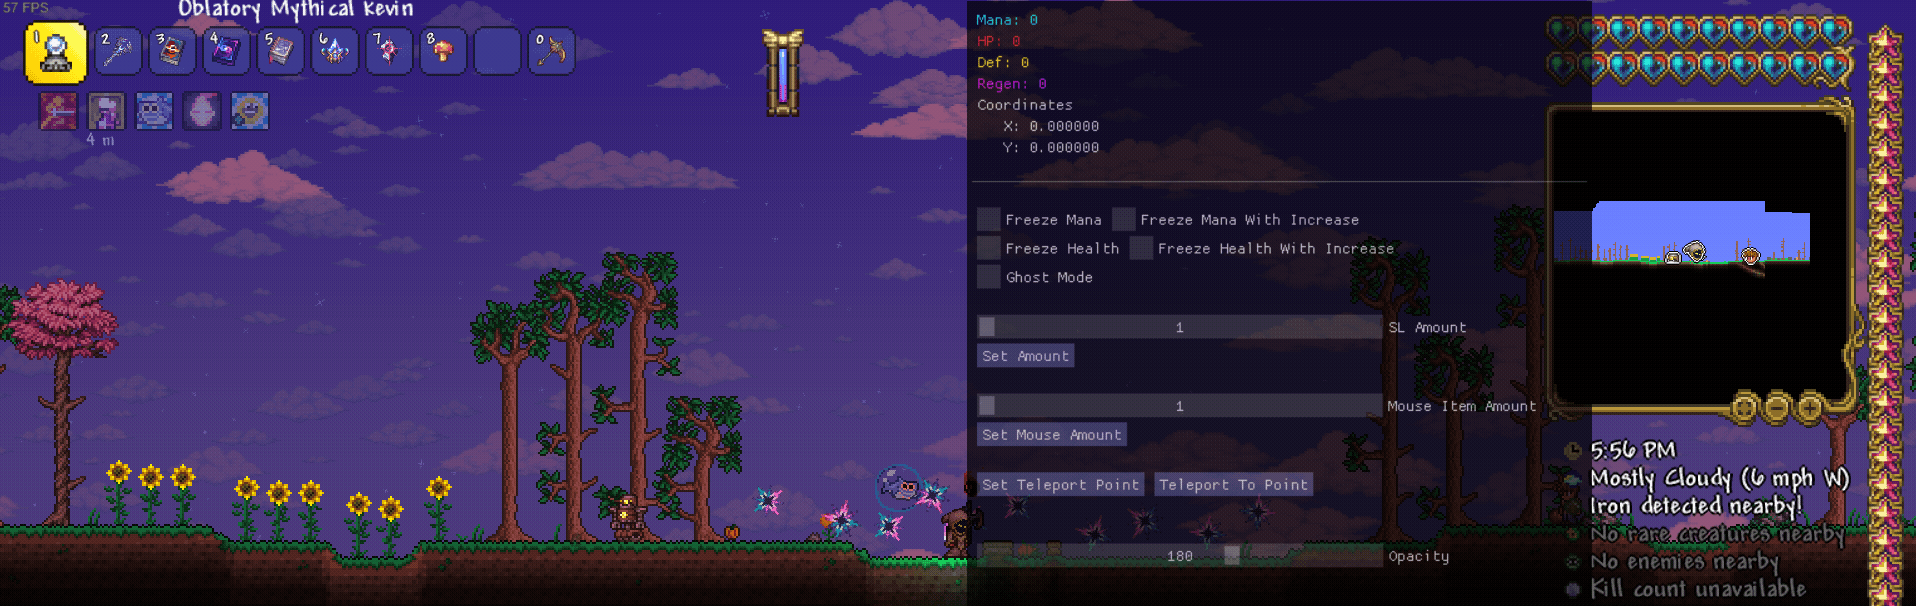 57 FPS
Oblatory Mythical Kevin
1 2 3 4 5 6 7 8 0
4 m
Mana: 0
HP: 0
Def: 0
Regen: 0
Coordinates
X: 0.000000
Y: 0.000000
Freeze Mana Freeze Mana With Increase
Freeze Health Freeze Health With Increase
Ghost Mode
1 SL Amount
Set Amount
1 Mouse Item Amount
Set Mouse Amount
Set Teleport Point Teleport To Point
180 Opacity
5:56 PM
Mostly Cloudy (6 mph W)
Iron detected nearby!
No rare creatures nearby
No enemies nearby
Kill count unavailable